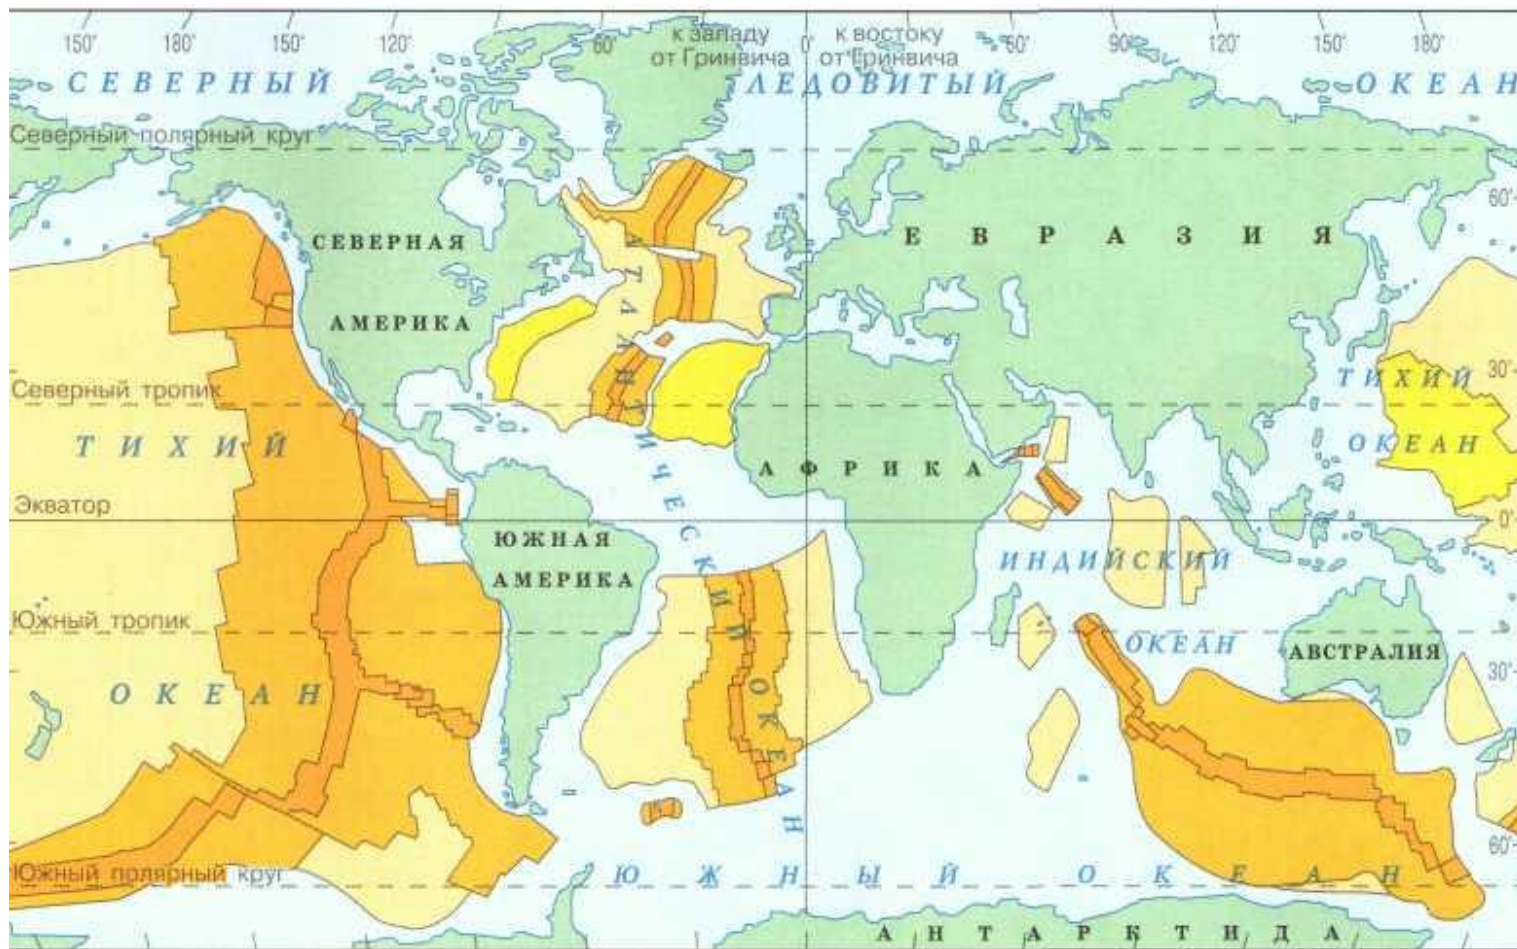 150° 180° 150° 120° 60° к западу от Гринвича 0° к востоку от Гринвича 60° 90° 120° 150° 180°
СЕВЕРНЫЙ ЛЕДОВИТЫЙ ОКЕАН
Северный полярный круг
60°
СЕВЕРНАЯ
АМЕРИКА
ЕВРАЗИЯ
АТЛАНТИЧЕСКИЙ ОКЕАН
30°
Северный тропик
ТИХИЙ
ОКЕАН
ТИХИЙ
АФРИКА
Экватор
0°
ЮЖНАЯ
АМЕРИКА
ИНДИЙСКИЙ
ОКЕАН
Южный тропик
АВСТРАЛИЯ
30°
ОКЕАН
60°
Южный полярный круг
ЮЖНЫЙ ОКЕАН
АНТАРКТИДА